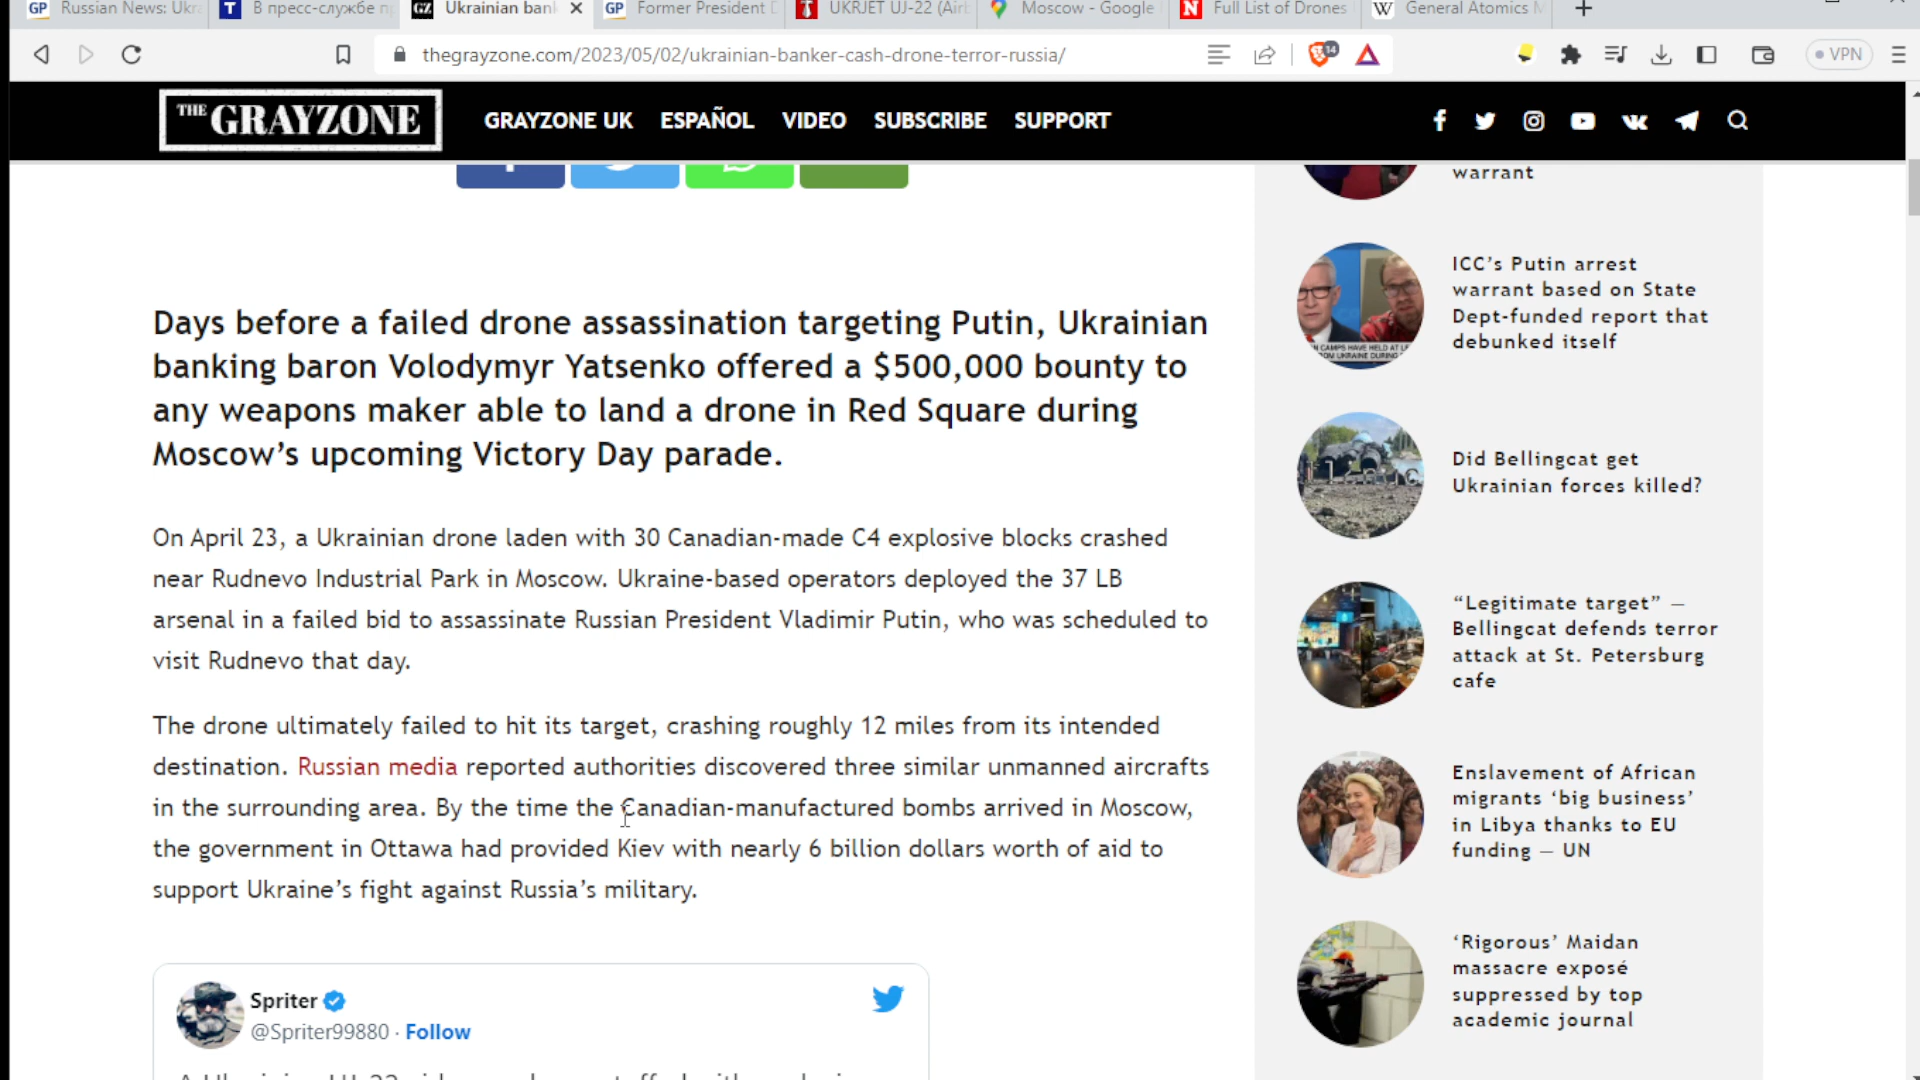 GP Russian News: Ukr
T В пресс-службе п
GZ Ukrainian ban
GP Former President D
UKRJET UJ-22 (Airb
Moscow - Google
N Full List of Drones
W General Atomics M
thegrayzone.com/2023/05/02/ukrainian-banker-cash-drone-terror-russia/
14
VPN
THE GRAYZONE
GRAYZONE UK ESPAÑOL VIDEO SUBSCRIBE SUPPORT
Days before a failed drone assassination targeting Putin, Ukrainian
banking baron Volodymyr Yatsenko offered a $500,000 bounty to
any weapons maker able to land a drone in Red Square during
Moscow’s upcoming Victory Day parade.
On April 23, a Ukrainian drone laden with 30 Canadian-made C4 explosive blocks crashed
near Rudnevo Industrial Park in Moscow. Ukraine-based operators deployed the 37 LB
arsenal in a failed bid to assassinate Russian President Vladimir Putin, who was scheduled to
visit Rudnevo that day.
The drone ultimately failed to hit its target, crashing roughly 12 miles from its intended
destination. Russian media reported authorities discovered three similar unmanned aircrafts
in the surrounding area. By the time the Canadian-manufactured bombs arrived in Moscow,
the government in Ottawa had provided Kiev with nearly 6 billion dollars worth of aid to
support Ukraine’s fight against Russia’s military.
Spriter
@Spriter99880 · Follow
warrant
ICC’s Putin arrest
warrant based on State
Dept-funded report that
debunked itself
Did Bellingcat get
Ukrainian forces killed?
“Legitimate target” –
Bellingcat defends terror
attack at St. Petersburg
cafe
Enslavement of African
migrants ‘big business’
in Libya thanks to EU
funding – UN
‘Rigorous’ Maidan
massacre exposé
suppressed by top
academic journal